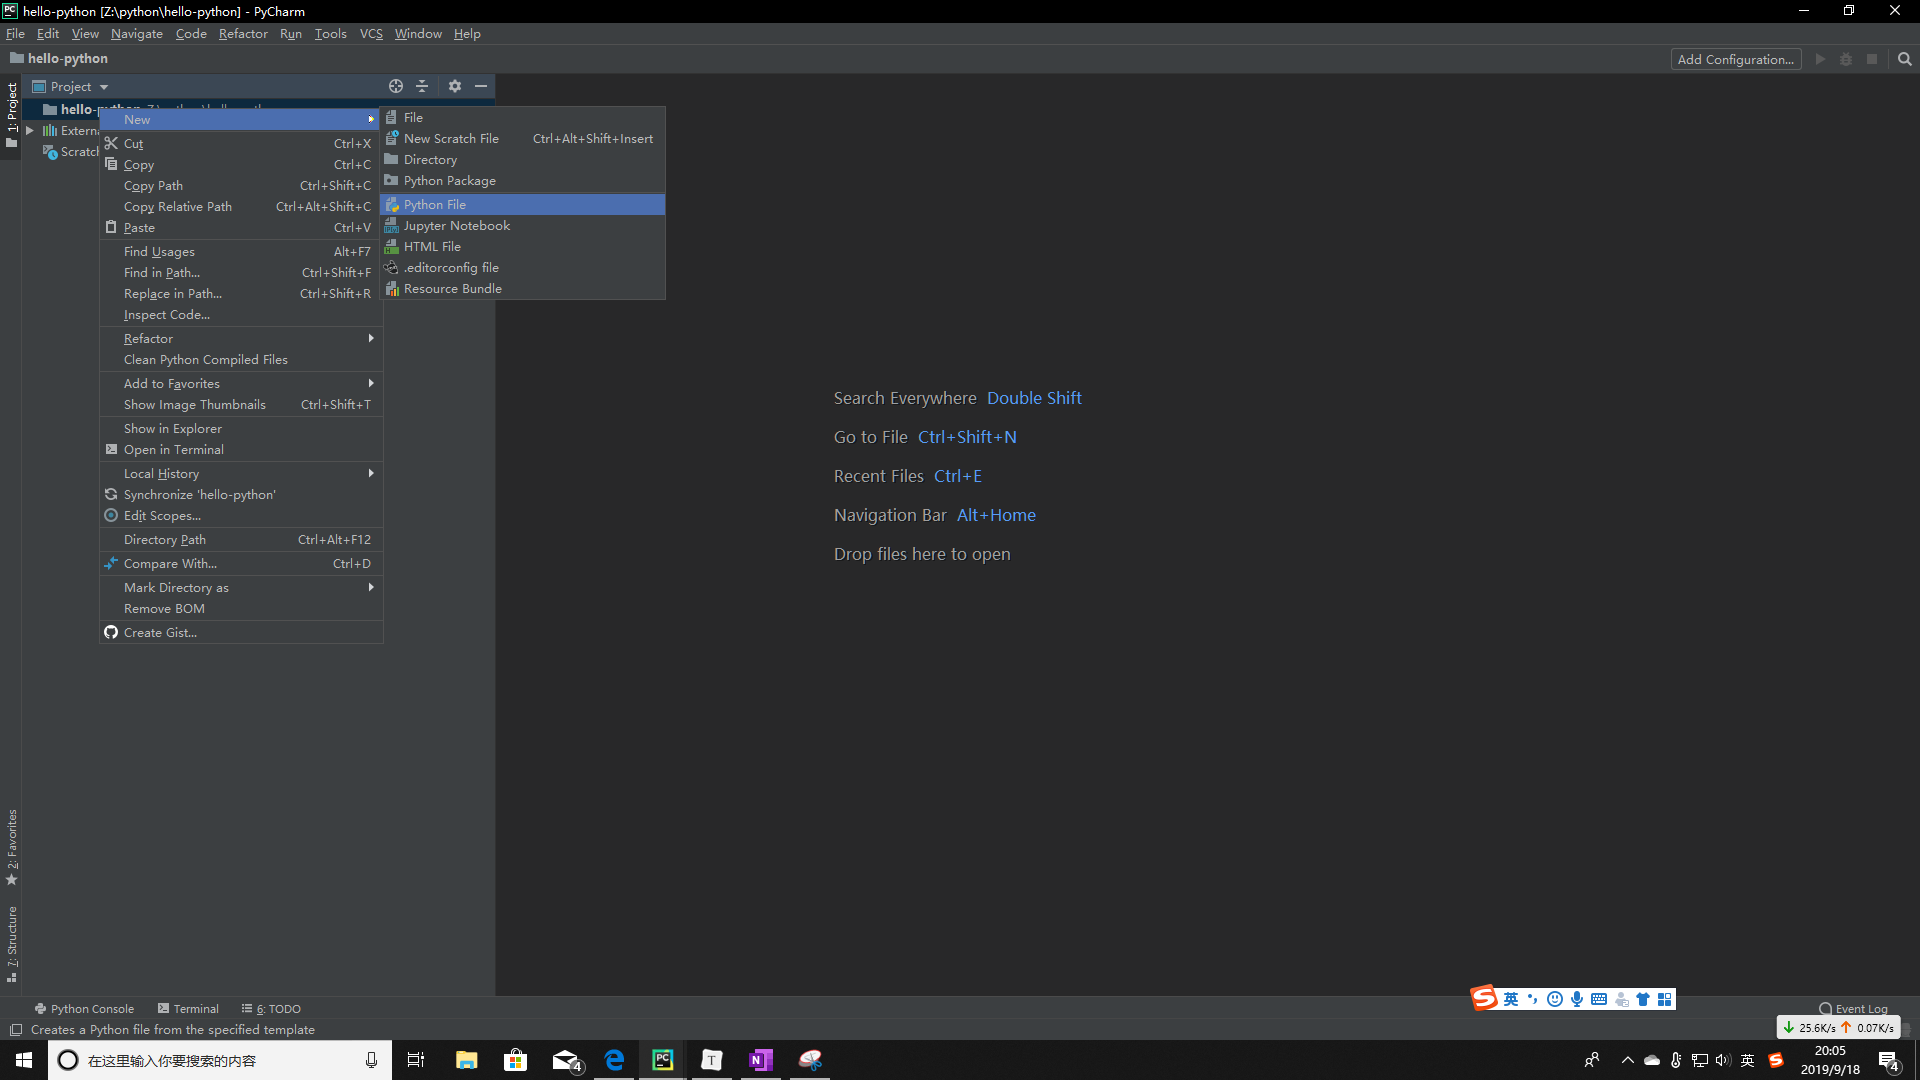 hello-python [Z:\python\hello-python] - PyCharm
File Edit View Navigate Code Refactor Run Tools VCS Window Help
hello-python
Add Configuration...
Project
1: Project
New
Cut Ctrl+X
Copy Ctrl+C
Copy Path Ctrl+Shift+C
Copy Relative Path Ctrl+Alt+Shift+C
Paste Ctrl+V
Find Usages Alt+F7
Find in Path... Ctrl+Shift+F
Replace in Path... Ctrl+Shift+R
Inspect Code...
Refactor
Clean Python Compiled Files
Add to Favorites
Show Image Thumbnails Ctrl+Shift+T
Show in Explorer
Open in Terminal
Local History
Synchronize 'hello-python'
Edit Scopes...
Directory Path Ctrl+Alt+F12
Compare With... Ctrl+D
Mark Directory as
Remove BOM
Create Gist...
File
New Scratch File Ctrl+Alt+Shift+Insert
Directory
Python Package
Python File
Jupyter Notebook
HTML File
.editorconfig file
Resource Bundle
Search Everywhere Double Shift
Go to File Ctrl+Shift+N
Recent Files Ctrl+E
Navigation Bar Alt+Home
Drop files here to open
2: Favorites
7: Structure
英
Python Console Terminal 6: TODO Event Log
Creates a Python file from the specified template
25.6K/s 0.07K/s
在这里输入你要搜索的内容
4
PC
T
N
英
20:05
2019/9/18
4